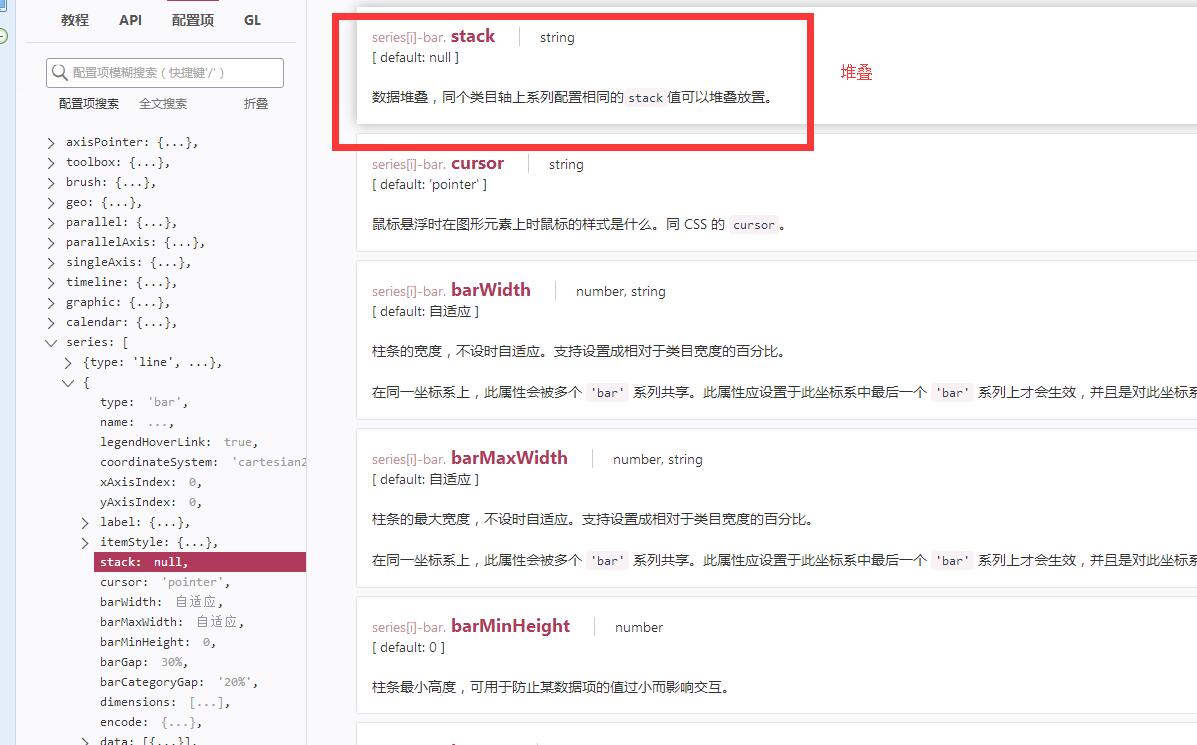 教程 API 配置项 GL
配置项模糊搜索（快捷键'/'）
配置项搜索 全文搜索 折叠
axisPointer: {...},
toolbox: {...},
brush: {...},
geo: {...},
parallel: {...},
parallelAxis: {...},
singleAxis: {...},
timeline: {...},
graphic: {...},
calendar: {...},
series: [
{type: 'line', ...},
{
type: 'bar',
name: ...,
legendHoverLink: true,
coordinateSystem: 'cartesian2
xAxisIndex: 0,
yAxisIndex: 0,
label: {...},
itemStyle: {...},
stack: null,
cursor: 'pointer',
barWidth: 自适应,
barMaxWidth: 自适应,
barMinHeight: 0,
barGap: 30%,
barCategoryGap: '20%',
dimensions: [...],
encode: {...},
data: [{...}],
series[i]-bar. stack string
[ default: null ]
数据堆叠，同个类目轴上系列配置相同的 stack 值可以堆叠放置。
堆叠
series[i]-bar. cursor string
[ default: 'pointer' ]
鼠标悬浮时在图形元素上时鼠标的样式是什么。同 CSS 的 cursor 。
series[i]-bar. barWidth number, string
[ default: 自适应 ]
柱条的宽度，不设时自适应。支持设置成相对于类目宽度的百分比。
在同一坐标系上，此属性会被多个 'bar' 系列共享。此属性应设置于此坐标系中最后一个 'bar' 系列上才会生效，并且是对此坐标系
series[i]-bar. barMaxWidth number, string
[ default: 自适应 ]
柱条的最大宽度，不设时自适应。支持设置成相对于类目宽度的百分比。
在同一坐标系上，此属性会被多个 'bar' 系列共享。此属性应设置于此坐标系中最后一个 'bar' 系列上才会生效，并且是对此坐标系
series[i]-bar. barMinHeight number
[ default: 0 ]
柱条最小高度，可用于防止某数据项的值过小而影响交互。